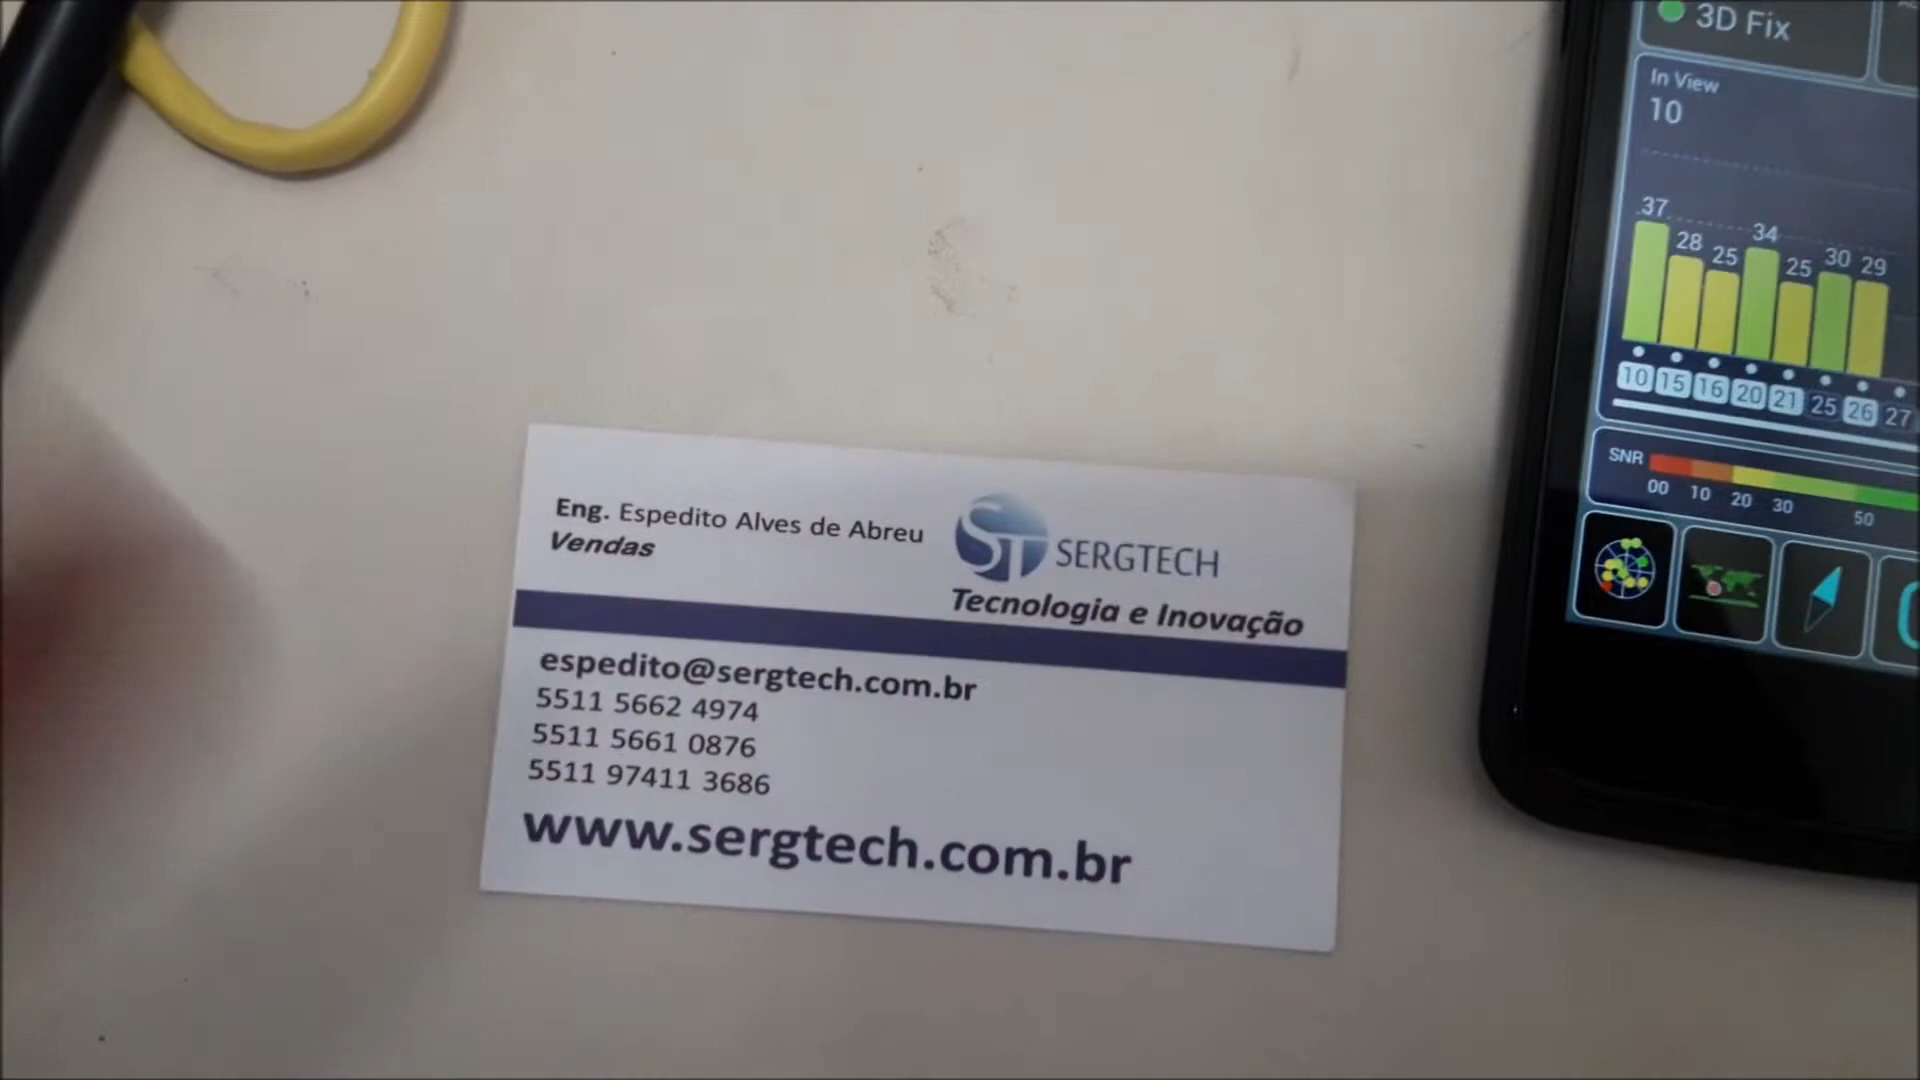 Eng. Espedito Alves de Abreu
Vendas
ST SERGTECH
Tecnologia e Inovação
espedito@sergtech.com.br
5511 5662 4974
5511 5661 0876
5511 97411 3686
www.sergtech.com.br
3D Fix
In View
10
37 28 25 34 25 30 29
10 15 16 20 21 25 26 27
SNR
00 10 20 30 50